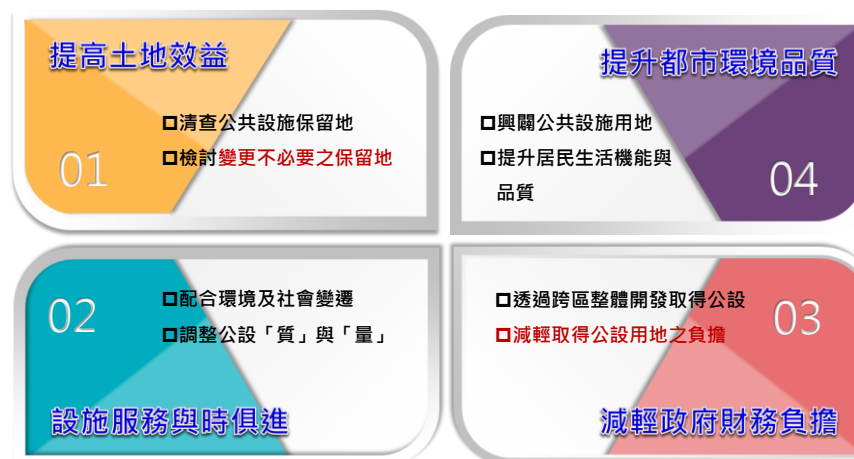 提高土地效益
□清查公共設施保留地
□檢討變更不必要之保留地
01
提升都市環境品質
□興闢公共設施用地
□提升居民生活機能與
品質
04
02
□配合環境及社會變遷
□調整公設「質」與「量」
設施服務與時俱進
□透過跨區整體開發取得公設
□減輕取得公設用地之負擔
03
減輕政府財務負擔